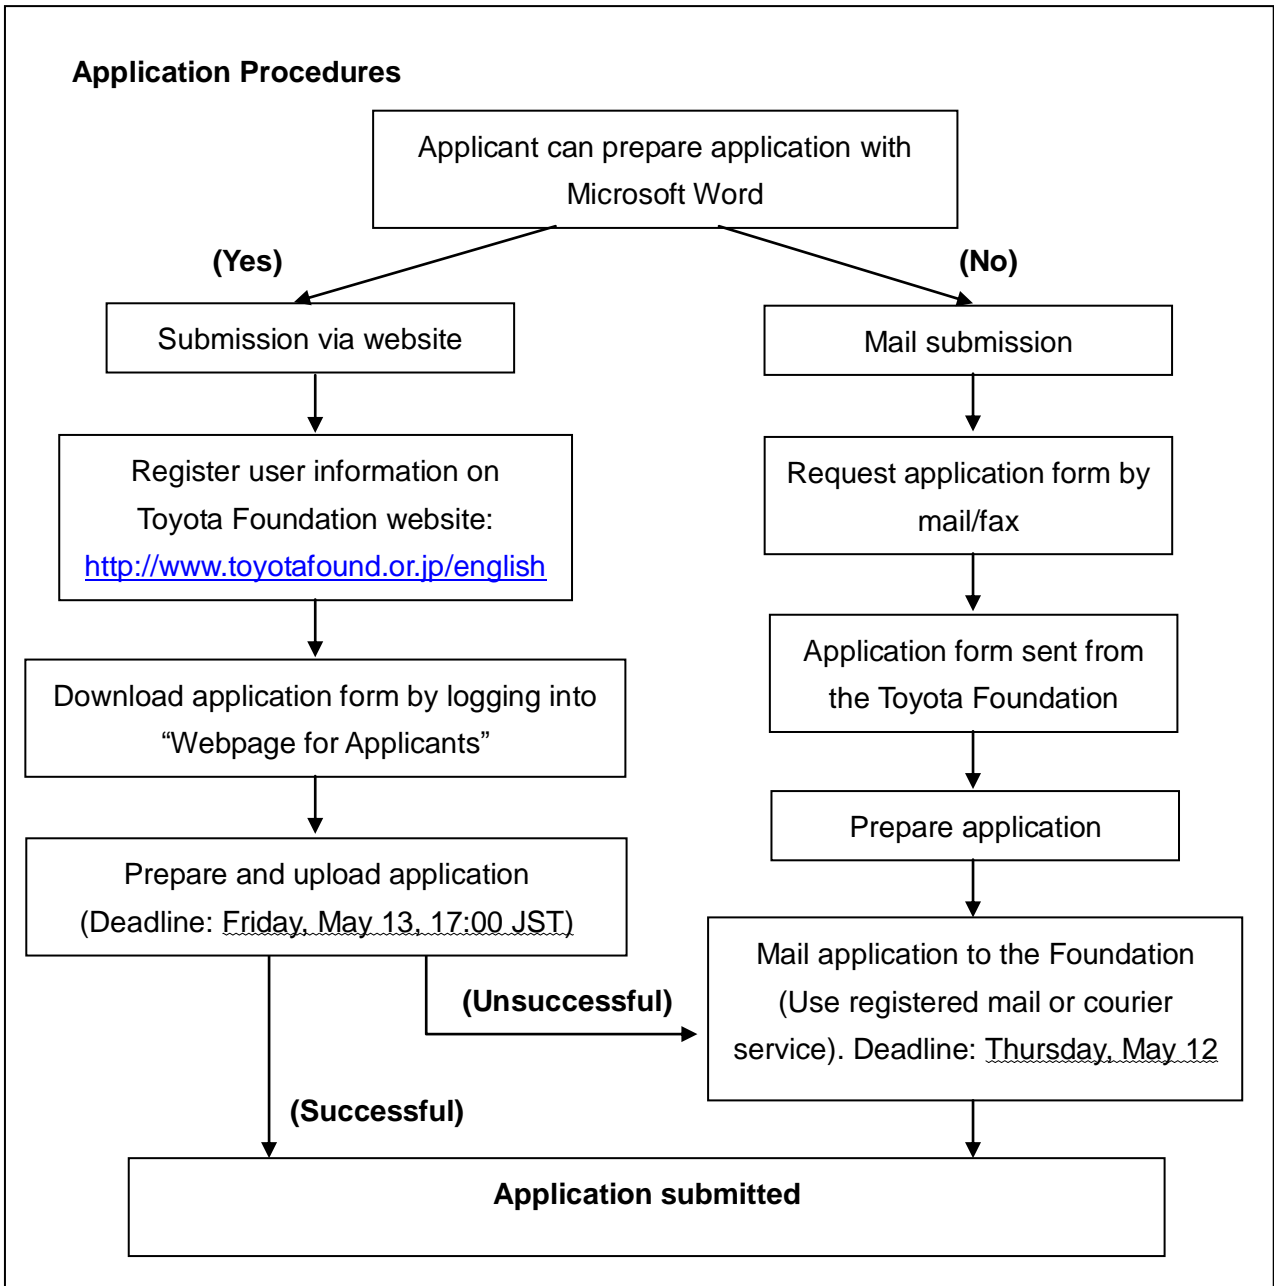 Application Procedures
Applicant can prepare application with
Microsoft Word
(Yes)
(No)
Submission via website
Mail submission
Register user information on
Toyota Foundation website:
http://www.toyotafound.or.jp/english
Request application form by
mail/fax
Application form sent from
the Toyota Foundation
Download application form by logging into
“Webpage for Applicants”
Prepare application
Prepare and upload application
(Deadline: Friday, May 13, 17:00 JST)
Mail application to the Foundation
(Use registered mail or courier
service). Deadline: Thursday, May 12
(Unsuccessful)
(Successful)
Application submitted